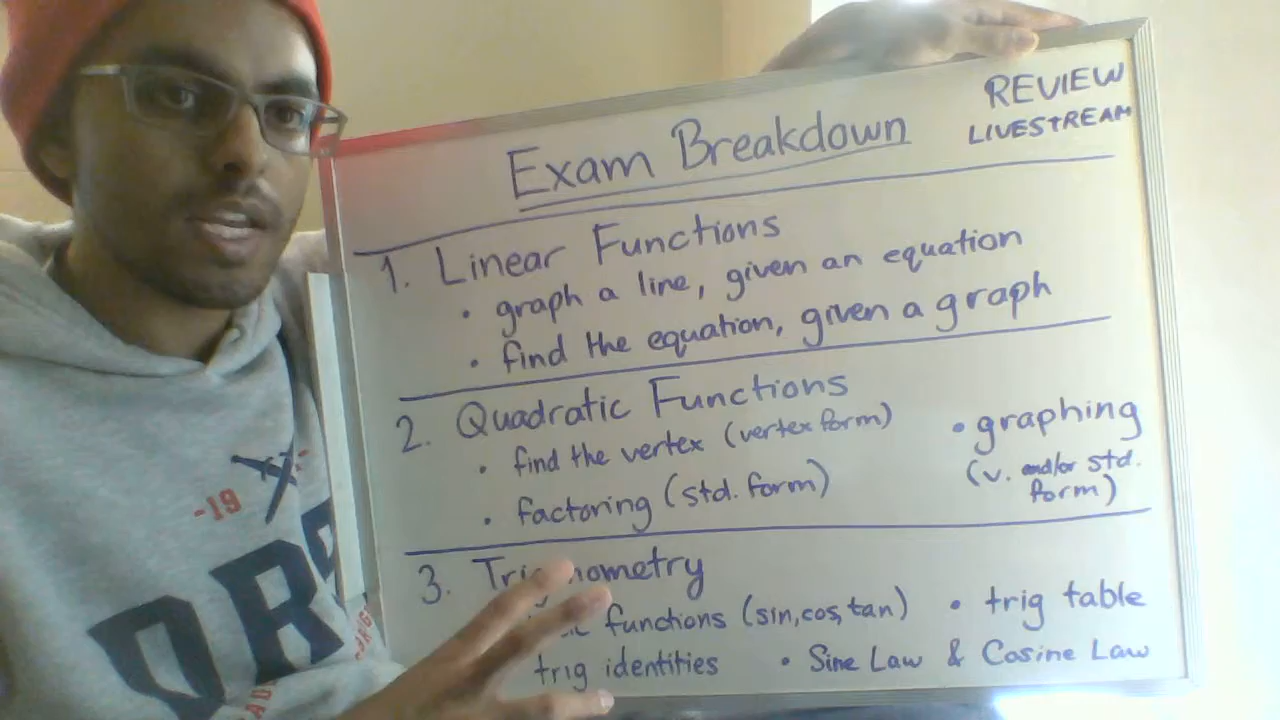 REVIEW
LIVESTREAM
Exam Breakdown
1. Linear Functions
• graph a line, given an equation
• find the equation, given a graph
2. Quadratic Functions
• find the vertex (vertex form)
• factoring (std. form)
• graphing
(v. and/or std.
form)
3.
functions (sin, cos, tan)
• trig table
trig identities
• Sine Law & Cosine Law
-19